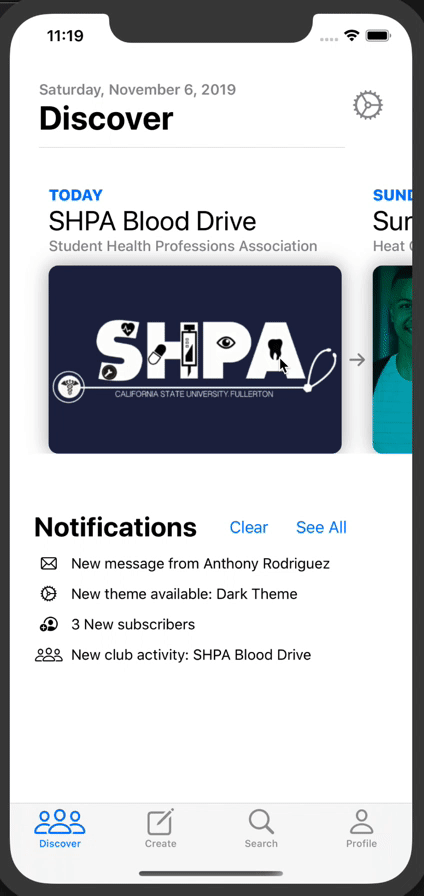 11:19
Saturday, November 6, 2019
Discover
TODAY
SHPA Blood Drive
Student Health Professions Association
SUND
Sur
Heat
SHPA
CALIFORNIA STATE UNIVERSITY, FULLERTON
Notifications
Clear
See All
New message from Anthony Rodriguez
New theme available: Dark Theme
3 New subscribers
New club activity: SHPA Blood Drive
Discover
Create
Search
Profile